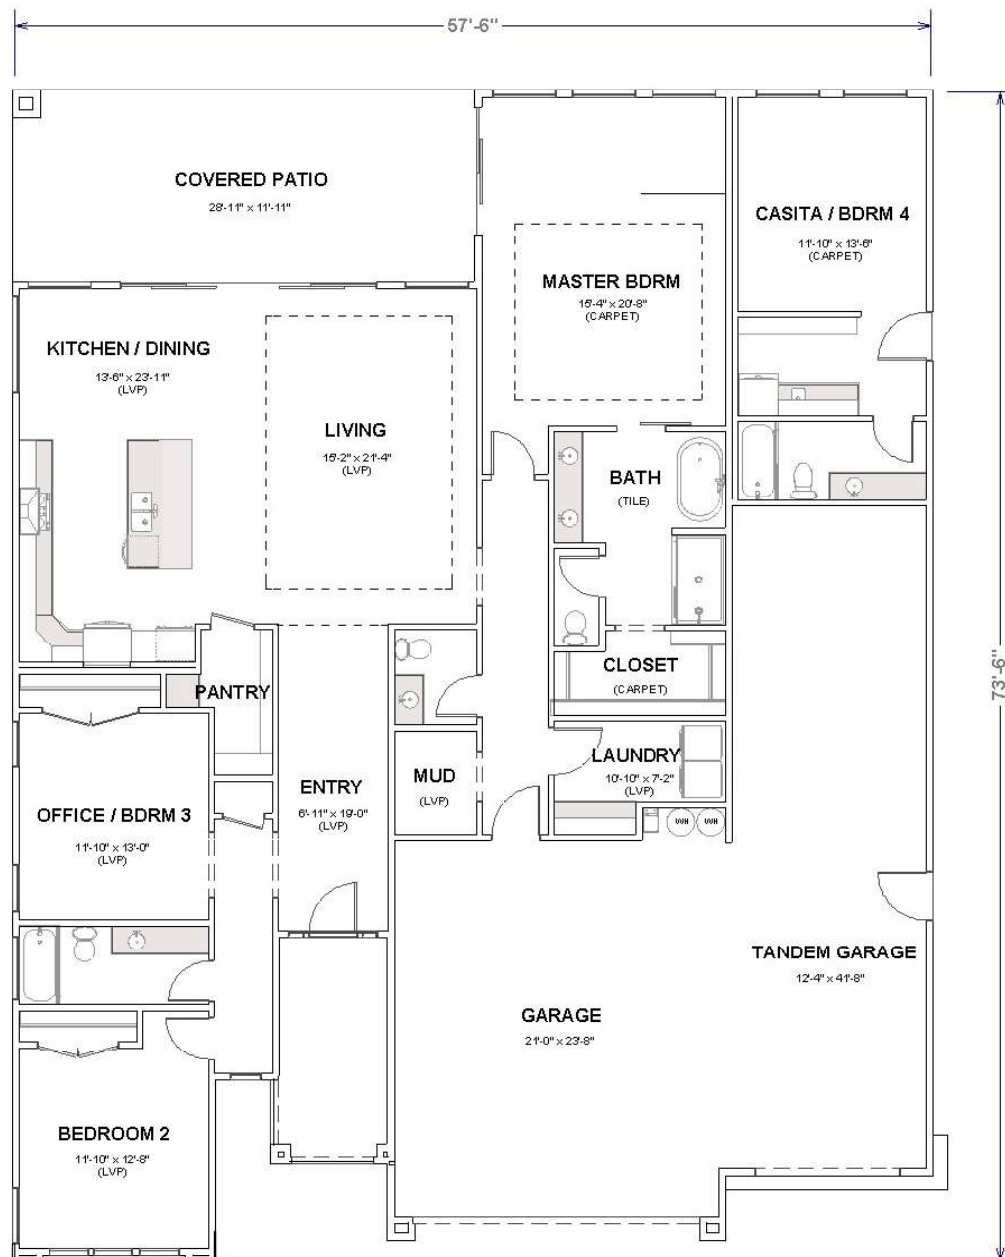 57'-6"
COVERED PATIO
28'-11" x 11'-11"
CASITA / BDRM 4
11'-10" x 13'-6"
(CARPET)
MASTER BDRM
15'-4" x 20'-8"
(CARPET)
KITCHEN / DINING
13'-6" x 23'-11"
(LVP)
LIVING
15'-2" x 21'-4"
(LVP)
BATH
(TILE)
CLOSET
(CARPET)
73'-6"
PANTRY
LAUNDRY
10'-10" x 7'-2"
(LVP)
MUD
(LVP)
ENTRY
6'-11" x 19'-0"
(LVP)
OFFICE / BDRM 3
11'-10" x 13'-0"
(LVP)
WH
WH
TANDEM GARAGE
12'-4" x 41'-8"
GARAGE
21'-0" x 23'-8"
BEDROOM 2
11'-10" x 12'-8"
(LVP)